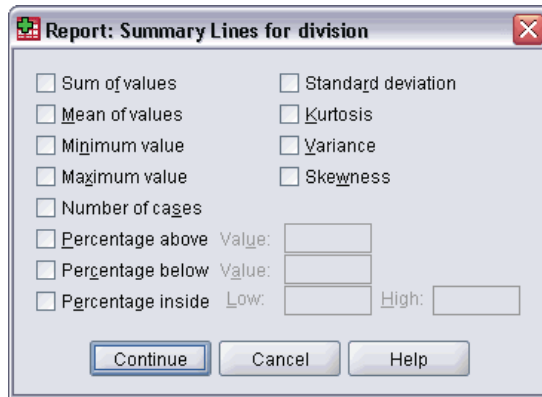 Report: Summary Lines for division
Sum of values Standard deviation
Mean of values Kurtosis
Minimum value Variance
Maximum value Skewness
Number of cases
Percentage above Value:
Percentage below Value:
Percentage inside Low: High:
Continue Cancel Help